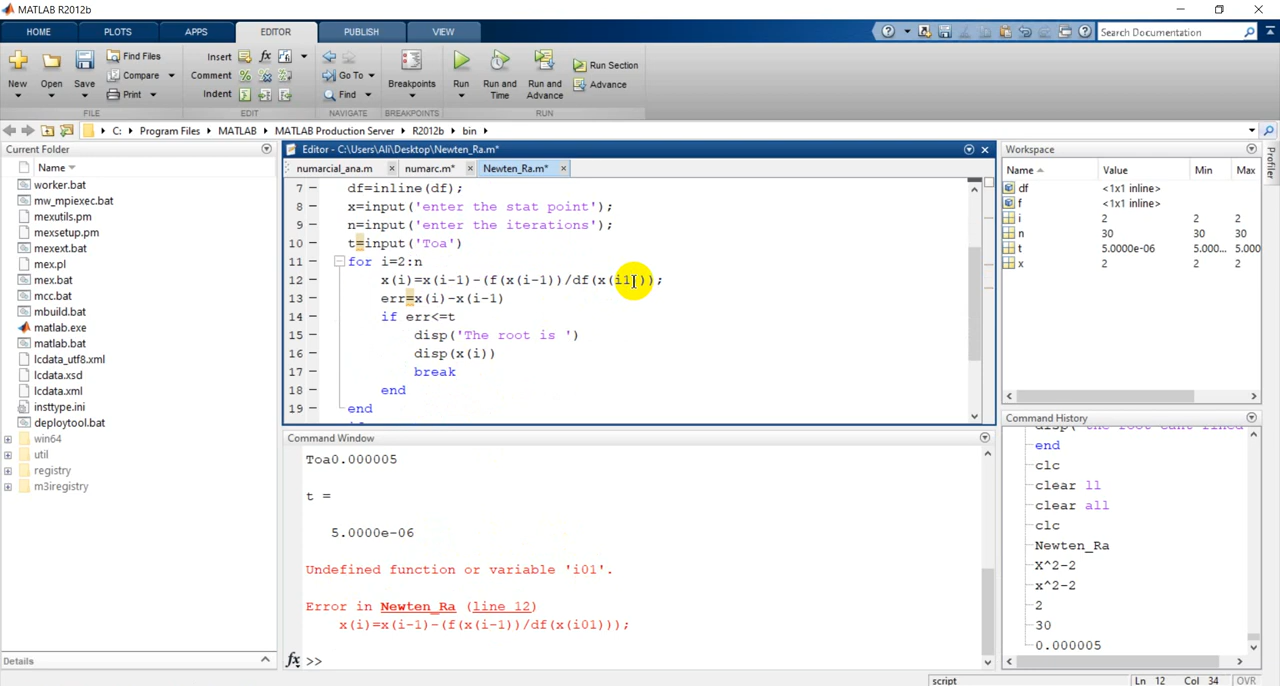 MATLAB R2012b
HOME PLOTS APPS EDITOR PUBLISH VIEW Search Documentation
New Open Save Find Files Compare Print Insert Comment Indent Go To Find Breakpoints Run Run and Time Run and Advance Run Section Advance
FILE EDIT NAVIGATE BREAKPOINTS RUN
C: Program Files MATLAB MATLAB Production Server R2012b bin
Current Folder
Name
worker.bat
mw_mpiexec.bat
mexutils.pm
mexsetup.pm
mexext.bat
mex.pl
mex.bat
mcc.bat
mbuild.bat
matlab.exe
matlab.bat
lcdata_utf8.xml
lcdata.xsd
lcdata.xml
insttype.ini
deploytool.bat
win64
util
registry
m3iregistry
Details
Editor - C:\Users\Ali\Desktop\Newten_Ra.m*
numarcial_ana.m numarc.m* Newten_Ra.m*
7 – df=inline(df);
8 – x=input('enter the stat point');
9 – n=input('enter the iterations');
10 – t=input('Toa')
11 – for i=2:n
12 – x(i)=x(i-1)-(f(x(i-1))/df(x(i1)));
13 – err=x(i)-x(i-1)
14 – if err<=t
15 – disp('The root is ')
16 – disp(x(i))
17 – break
18 – end
19 – end
Command Window
Toa0.000005
t =
5.0000e-06
Undefined function or variable 'i01'.
Error in Newten_Ra (line 12)
x(i)=x(i-1)-(f(x(i-1))/df(x(i01)));
fx >>
Workspace
Name Value Min Max
df <1x1 inline>
f <1x1 inline>
i 2 2 2
n 30 30 30
t 5.0000e-06 5.000... 5.000
x 2 2 2
Profiler
Command History
end
clc
clear ll
clear all
clc
Newten_Ra
X^2-2
x^2-2
2
30
0.000005
script Ln 12 Col 34 OVR